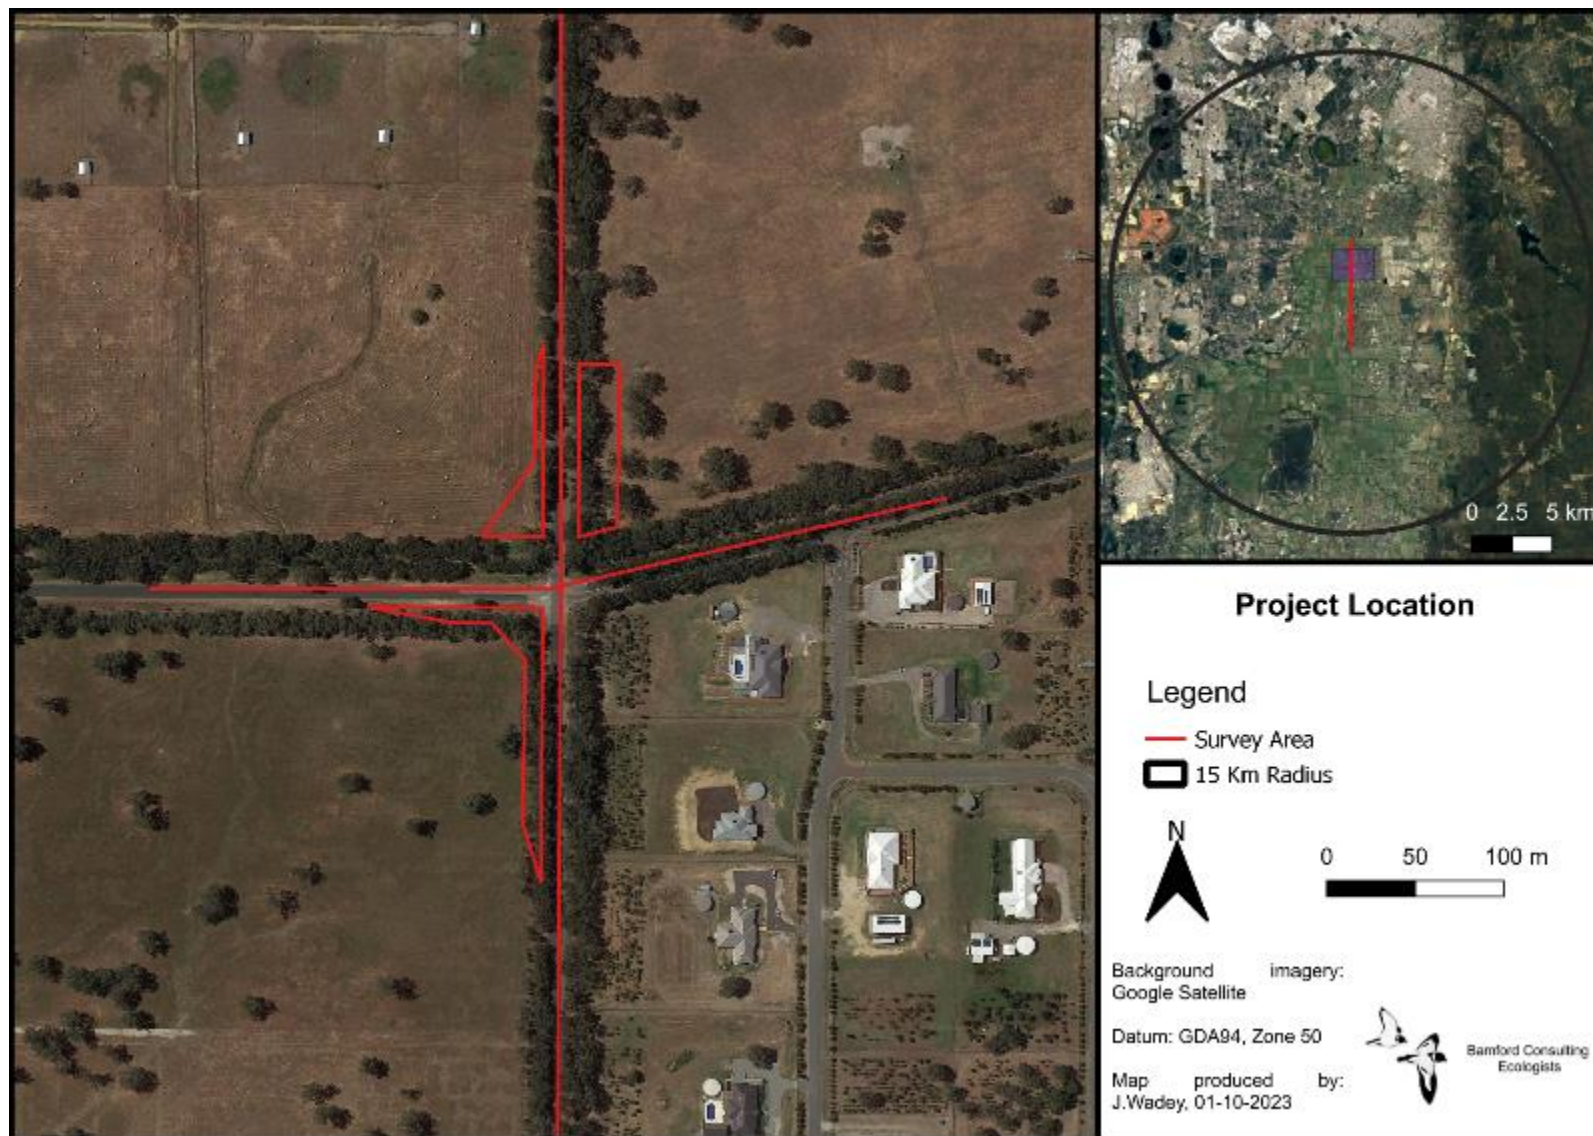 0 2.5 5 km
Project Location
Legend
Survey Area
15 Km Radius
N
0 50 100 m
Background imagery:
Google Satellite
Datum: GDA94, Zone 50
Map produced by:
J.Wadey, 01-10-2023
Bamford Consulting
Ecologists